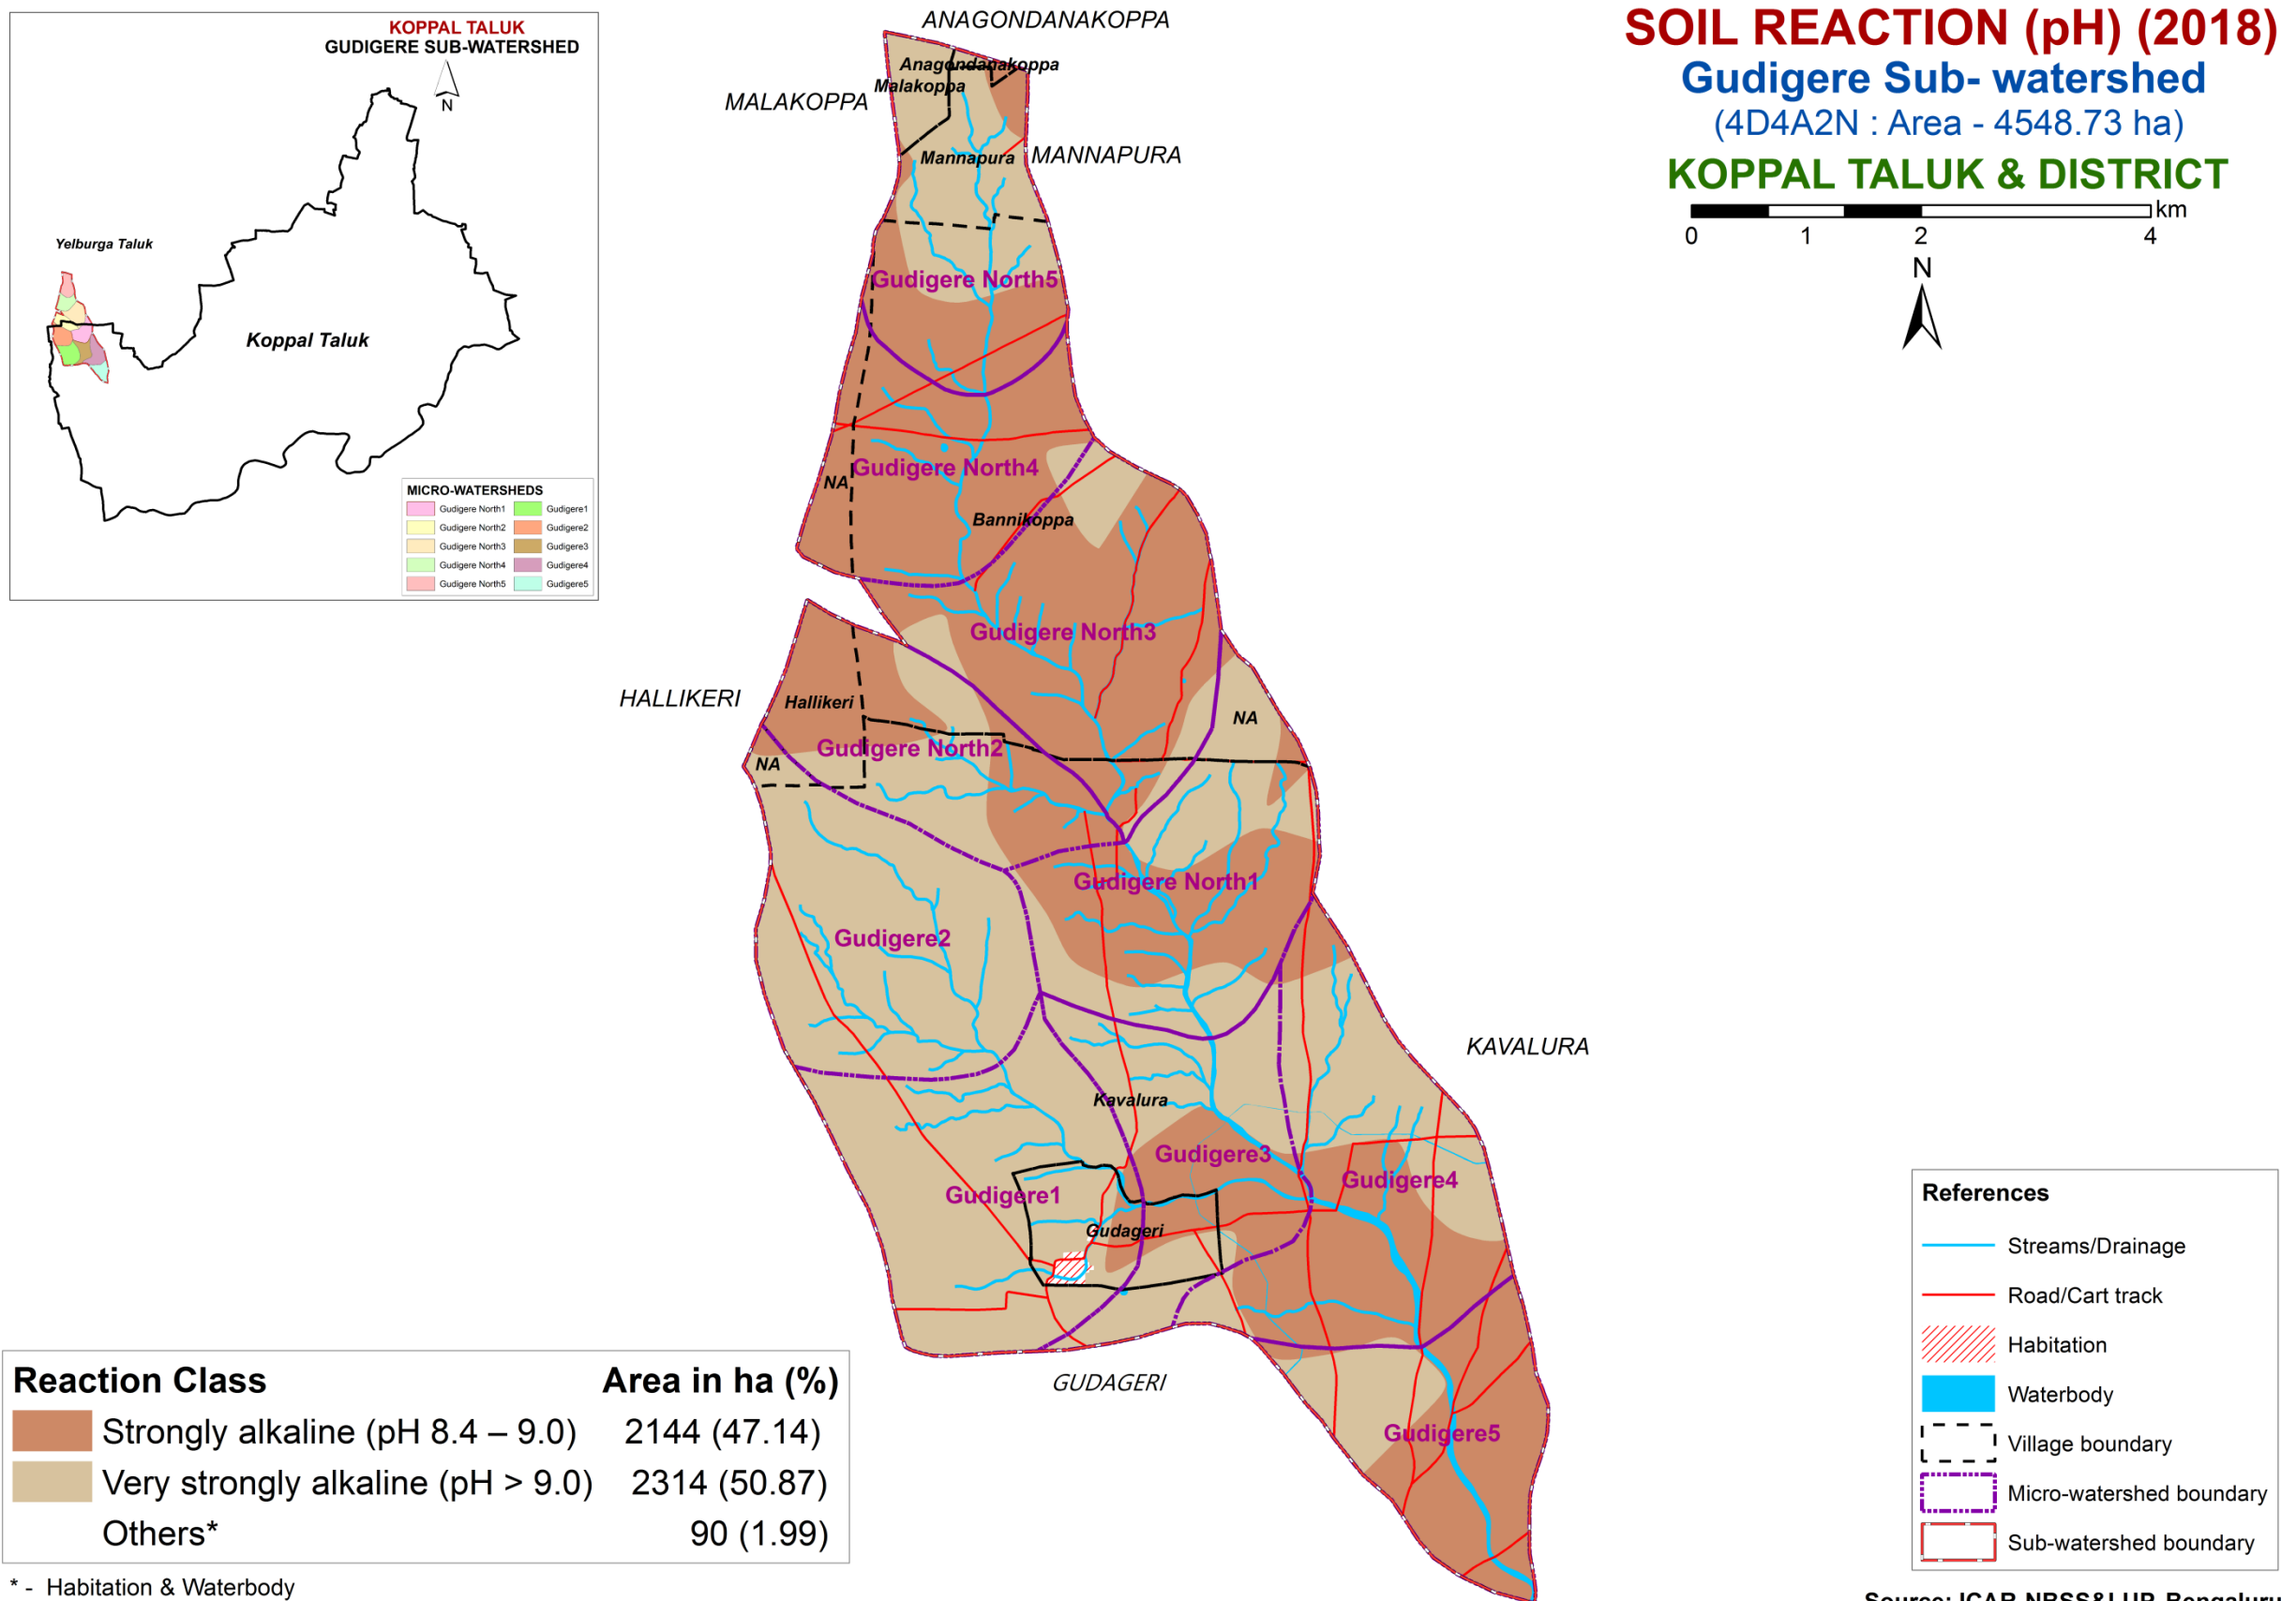 SOIL REACTION (pH) (2018)
Gudigere Sub- watershed
(4D4A2N : Area - 4548.73 ha)
KOPPAL TALUK & DISTRICT
km
0 1 2 4
N
KOPPAL TALUK
GUDIGERE SUB-WATERSHED
N
Yelburga Taluk
Koppal Taluk
MICRO-WATERSHEDS
Gudigere North1 Gudigere1
Gudigere North2 Gudigere2
Gudigere North3 Gudigere3
Gudigere North4 Gudigere4
Gudigere North5 Gudigere5
ANAGONDANAKOPPA
Anagondanakoppa
Malakoppa
MALAKOPPA
Mannapura
MANNAPURA
Gudigere North5
Gudigere North4
NA
Bannikoppa
Gudigere North3
HALLIKERI
Hallikeri
NA
Gudigere North2
NA
Gudigere North1
Gudigere2
KAVALURA
Kavalura
Gudigere3
Gudigere4
Gudigere1
Gudageri
GUDAGERI
Gudigere5
Reaction Class Area in ha (%)
Strongly alkaline (pH 8.4 – 9.0) 2144 (47.14)
Very strongly alkaline (pH > 9.0) 2314 (50.87)
Others* 90 (1.99)
* - Habitation & Waterbody
References
Streams/Drainage
Road/Cart track
Habitation
Waterbody
Village boundary
Micro-watershed boundary
Sub-watershed boundary
Source: ICAR-NBSS&LUP, Bengaluru